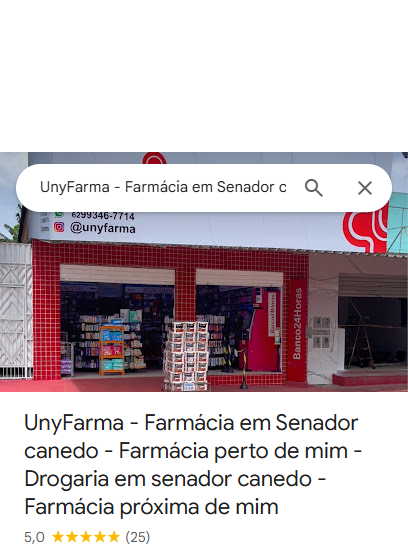 UnyFarma - Farmácia em Senador c
6299346-7714
@unyfarma
Banco24Horas
Banco24Horas
UnyFarma - Farmácia em Senador
canedo - Farmácia perto de mim -
Drogaria em senador canedo -
Farmácia próxima de mim
5,0 ★★★★★ (25)